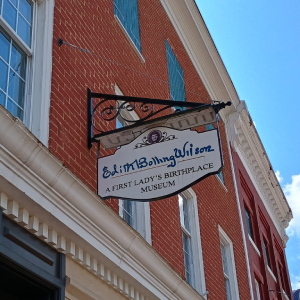 Edith Bolling Wilson
A FIRST LADY'S BIRTHPLACE
MUSEUM